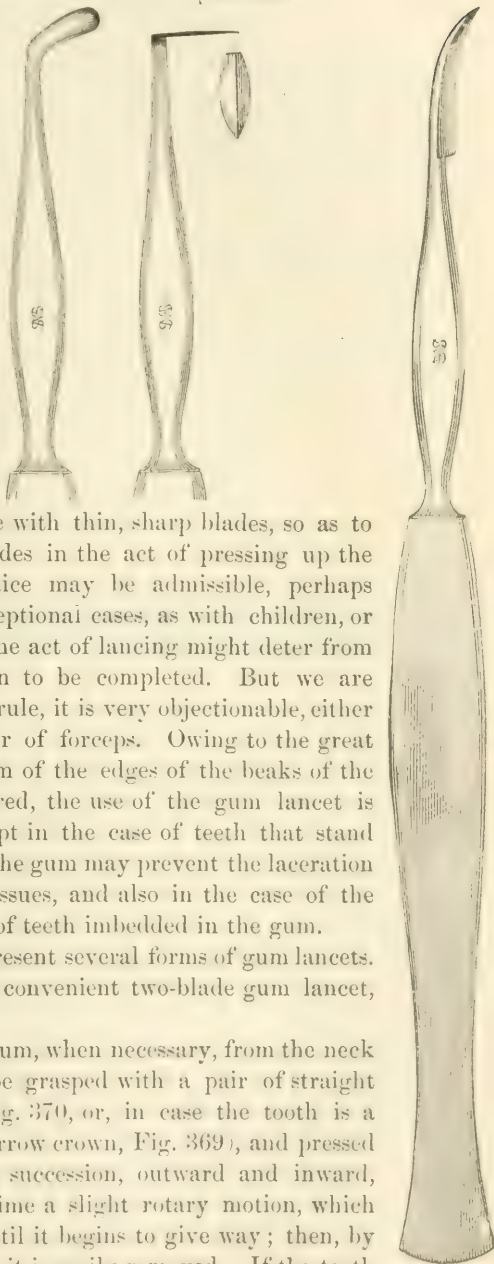 with thin, sharp blades, so as to
des in the act of pressing up the
ice may be admissible, perhaps
eptional cases, as with children, or
e act of lancing might deter from
n to be completed. But we are
rule, it is very objectionable, either
r of forceps. Owing to the great
m of the edges of the beaks of the
red, the use of the gum lancet is
pt in the case of teeth that stand
he gum may prevent the laceration
ssues, and also in the case of the
of teeth imbedded in the gum.
resent several forms of gum lancets.
convenient two-blade gum lancet,
um, when necessary, from the neck
e grasped with a pair of straight
g. 370, or, in case the tooth is a
rrow crown, Fig. 369), and pressed
succession, outward and inward,
ime a slight rotary motion, which
til it begins to give way; then, by